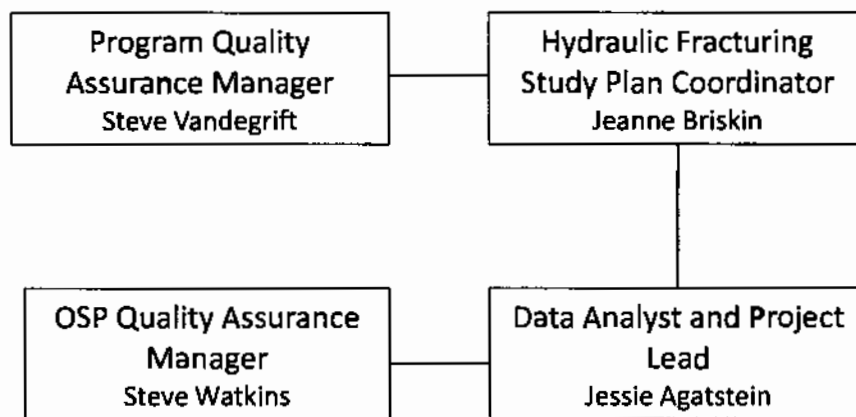 Program Quality
Assurance Manager
Steve Vandegrift
Hydraulic Fracturing
Study Plan Coordinator
Jeanne Briskin
OSP Quality Assurance
Manager
Steve Watkins
Data Analyst and Project
Lead
Jessie Agatstein